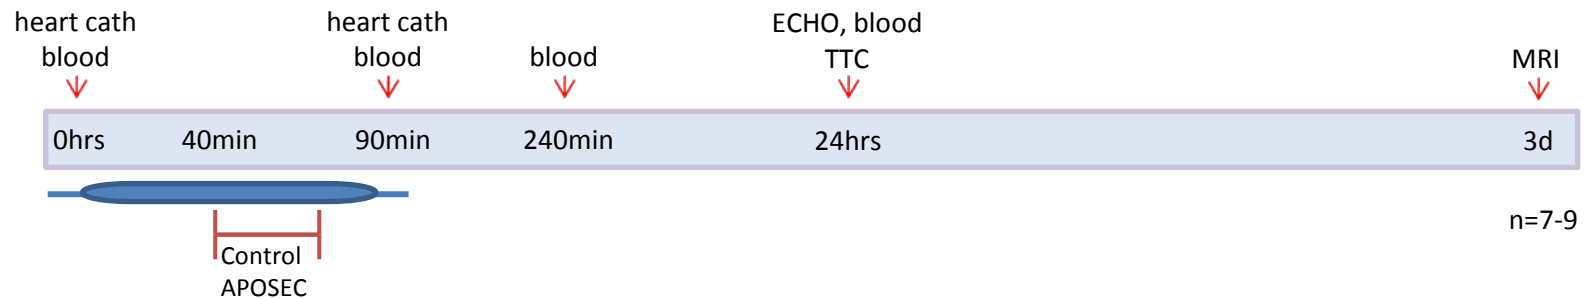 heart cath
blood
heart cath
blood
blood
ECHO, blood
TTC
MRI
0hrs
40min
90min
240min
24hrs
3d
Control
APOSEC
n=7-9